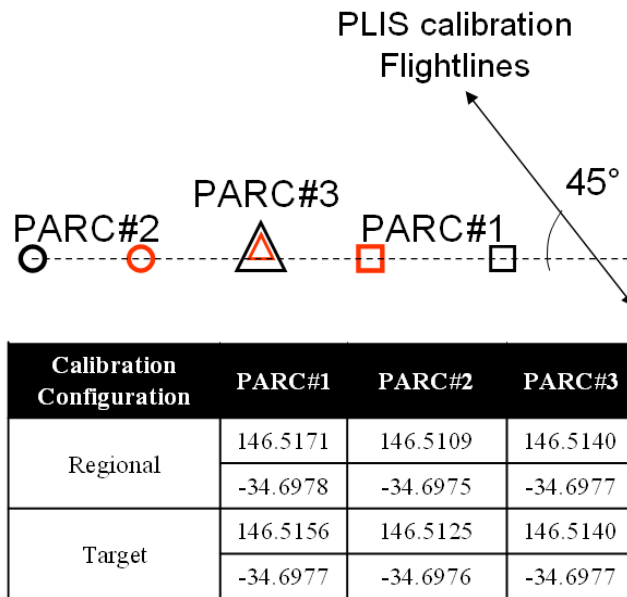 PLIS calibration
Flightlines
45°
PARC#3
PARC#2
PARC#1
Calibration
Configuration
PARC#1 PARC#2 PARC#3
Regional
146.5171 146.5109 146.5140
-34.6978 -34.6975 -34.6977
Target
146.5156 146.5125 146.5140
-34.6977 -34.6976 -34.6977